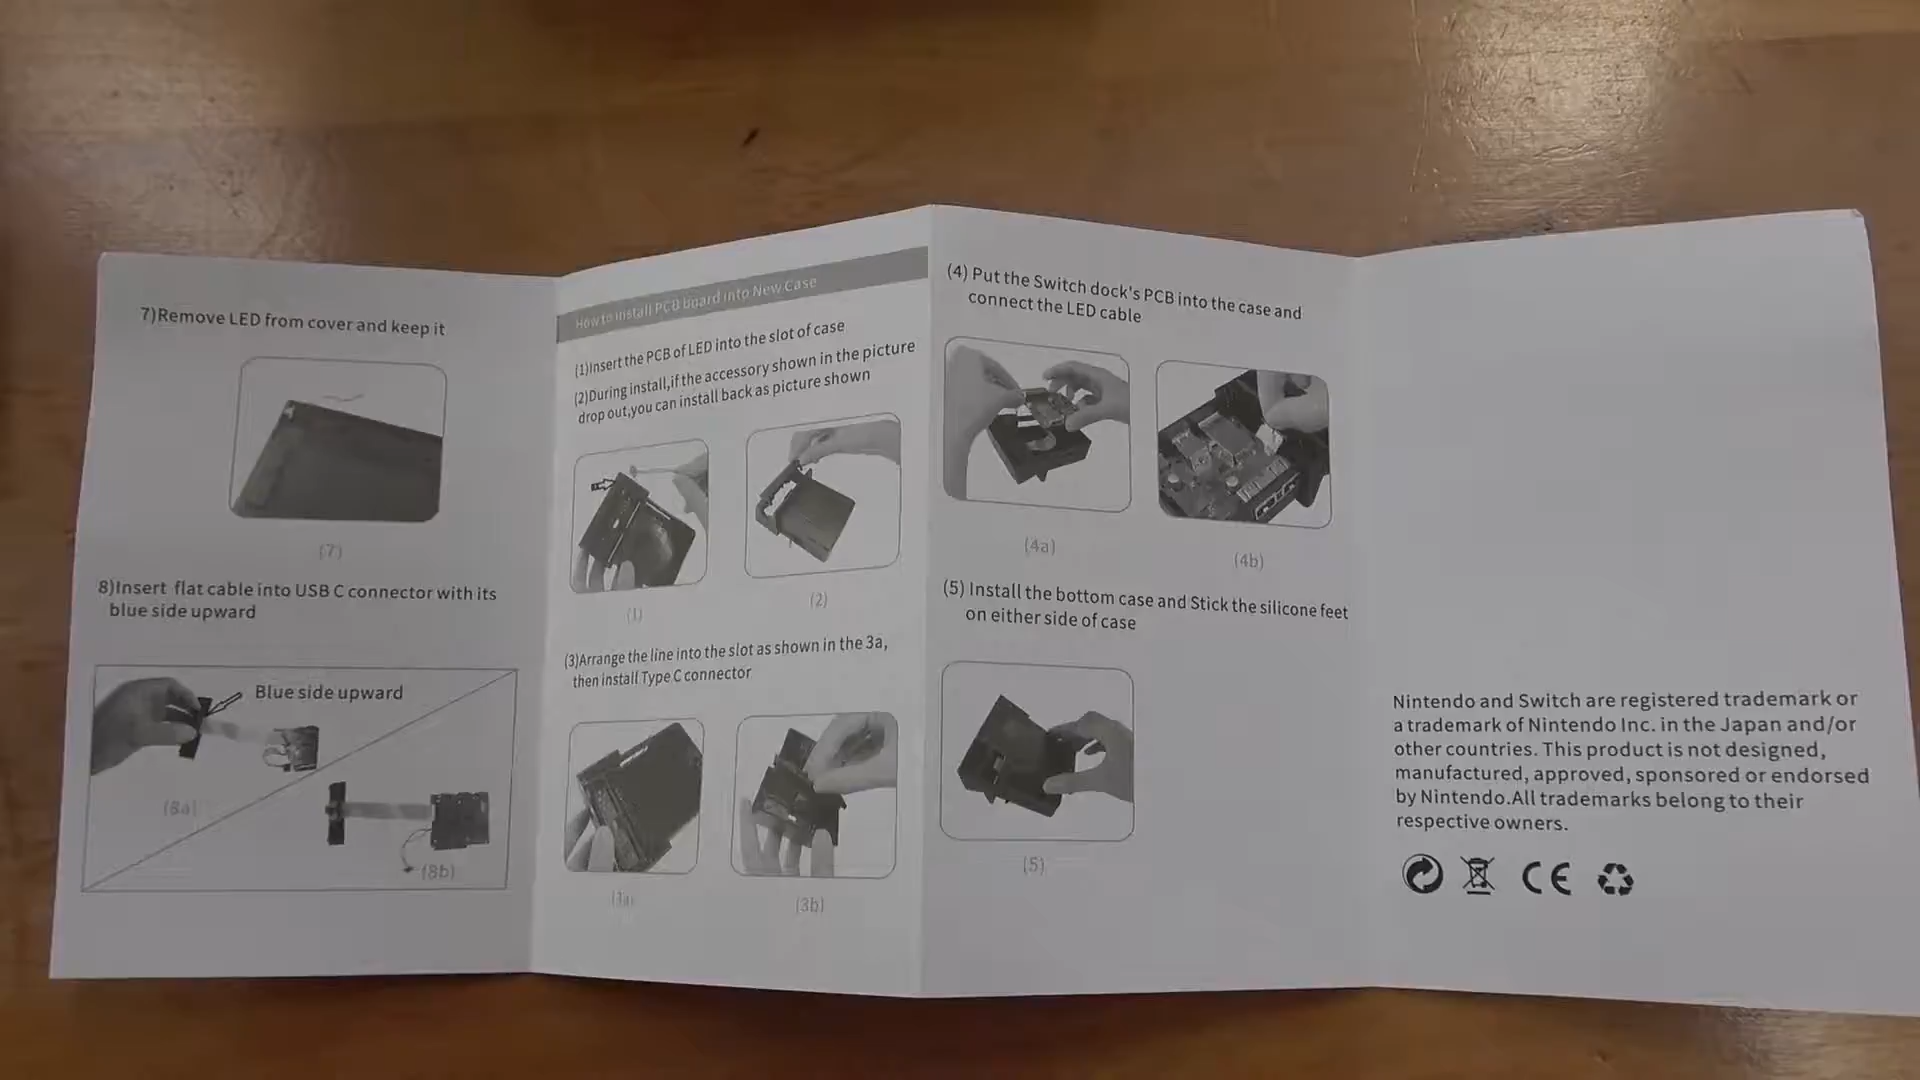 7)Remove LED from cover and keep it
(7)
8)Insert flat cable into USB C connector with its
blue side upward
Blue side upward
(8a)
(8b)
How to Install PCB board into New Case
(1)Insert the PCB of LED into the slot of case
(2)During install,if the accessory shown in the picture
drop out,you can install back as picture shown
(1)
(2)
(3)Arrange the line into the slot as shown in the 3a,
then install Type C connector
(3a)
(3b)
(4) Put the Switch dock's PCB into the case and
connect the LED cable
(4a)
(4b)
(5) Install the bottom case and Stick the silicone feet
on either side of case
(5)
Nintendo and Switch are registered trademark or
a trademark of Nintendo Inc. in the Japan and/or
other countries. This product is not designed,
manufactured, approved, sponsored or endorsed
by Nintendo.All trademarks belong to their
respective owners.
CE